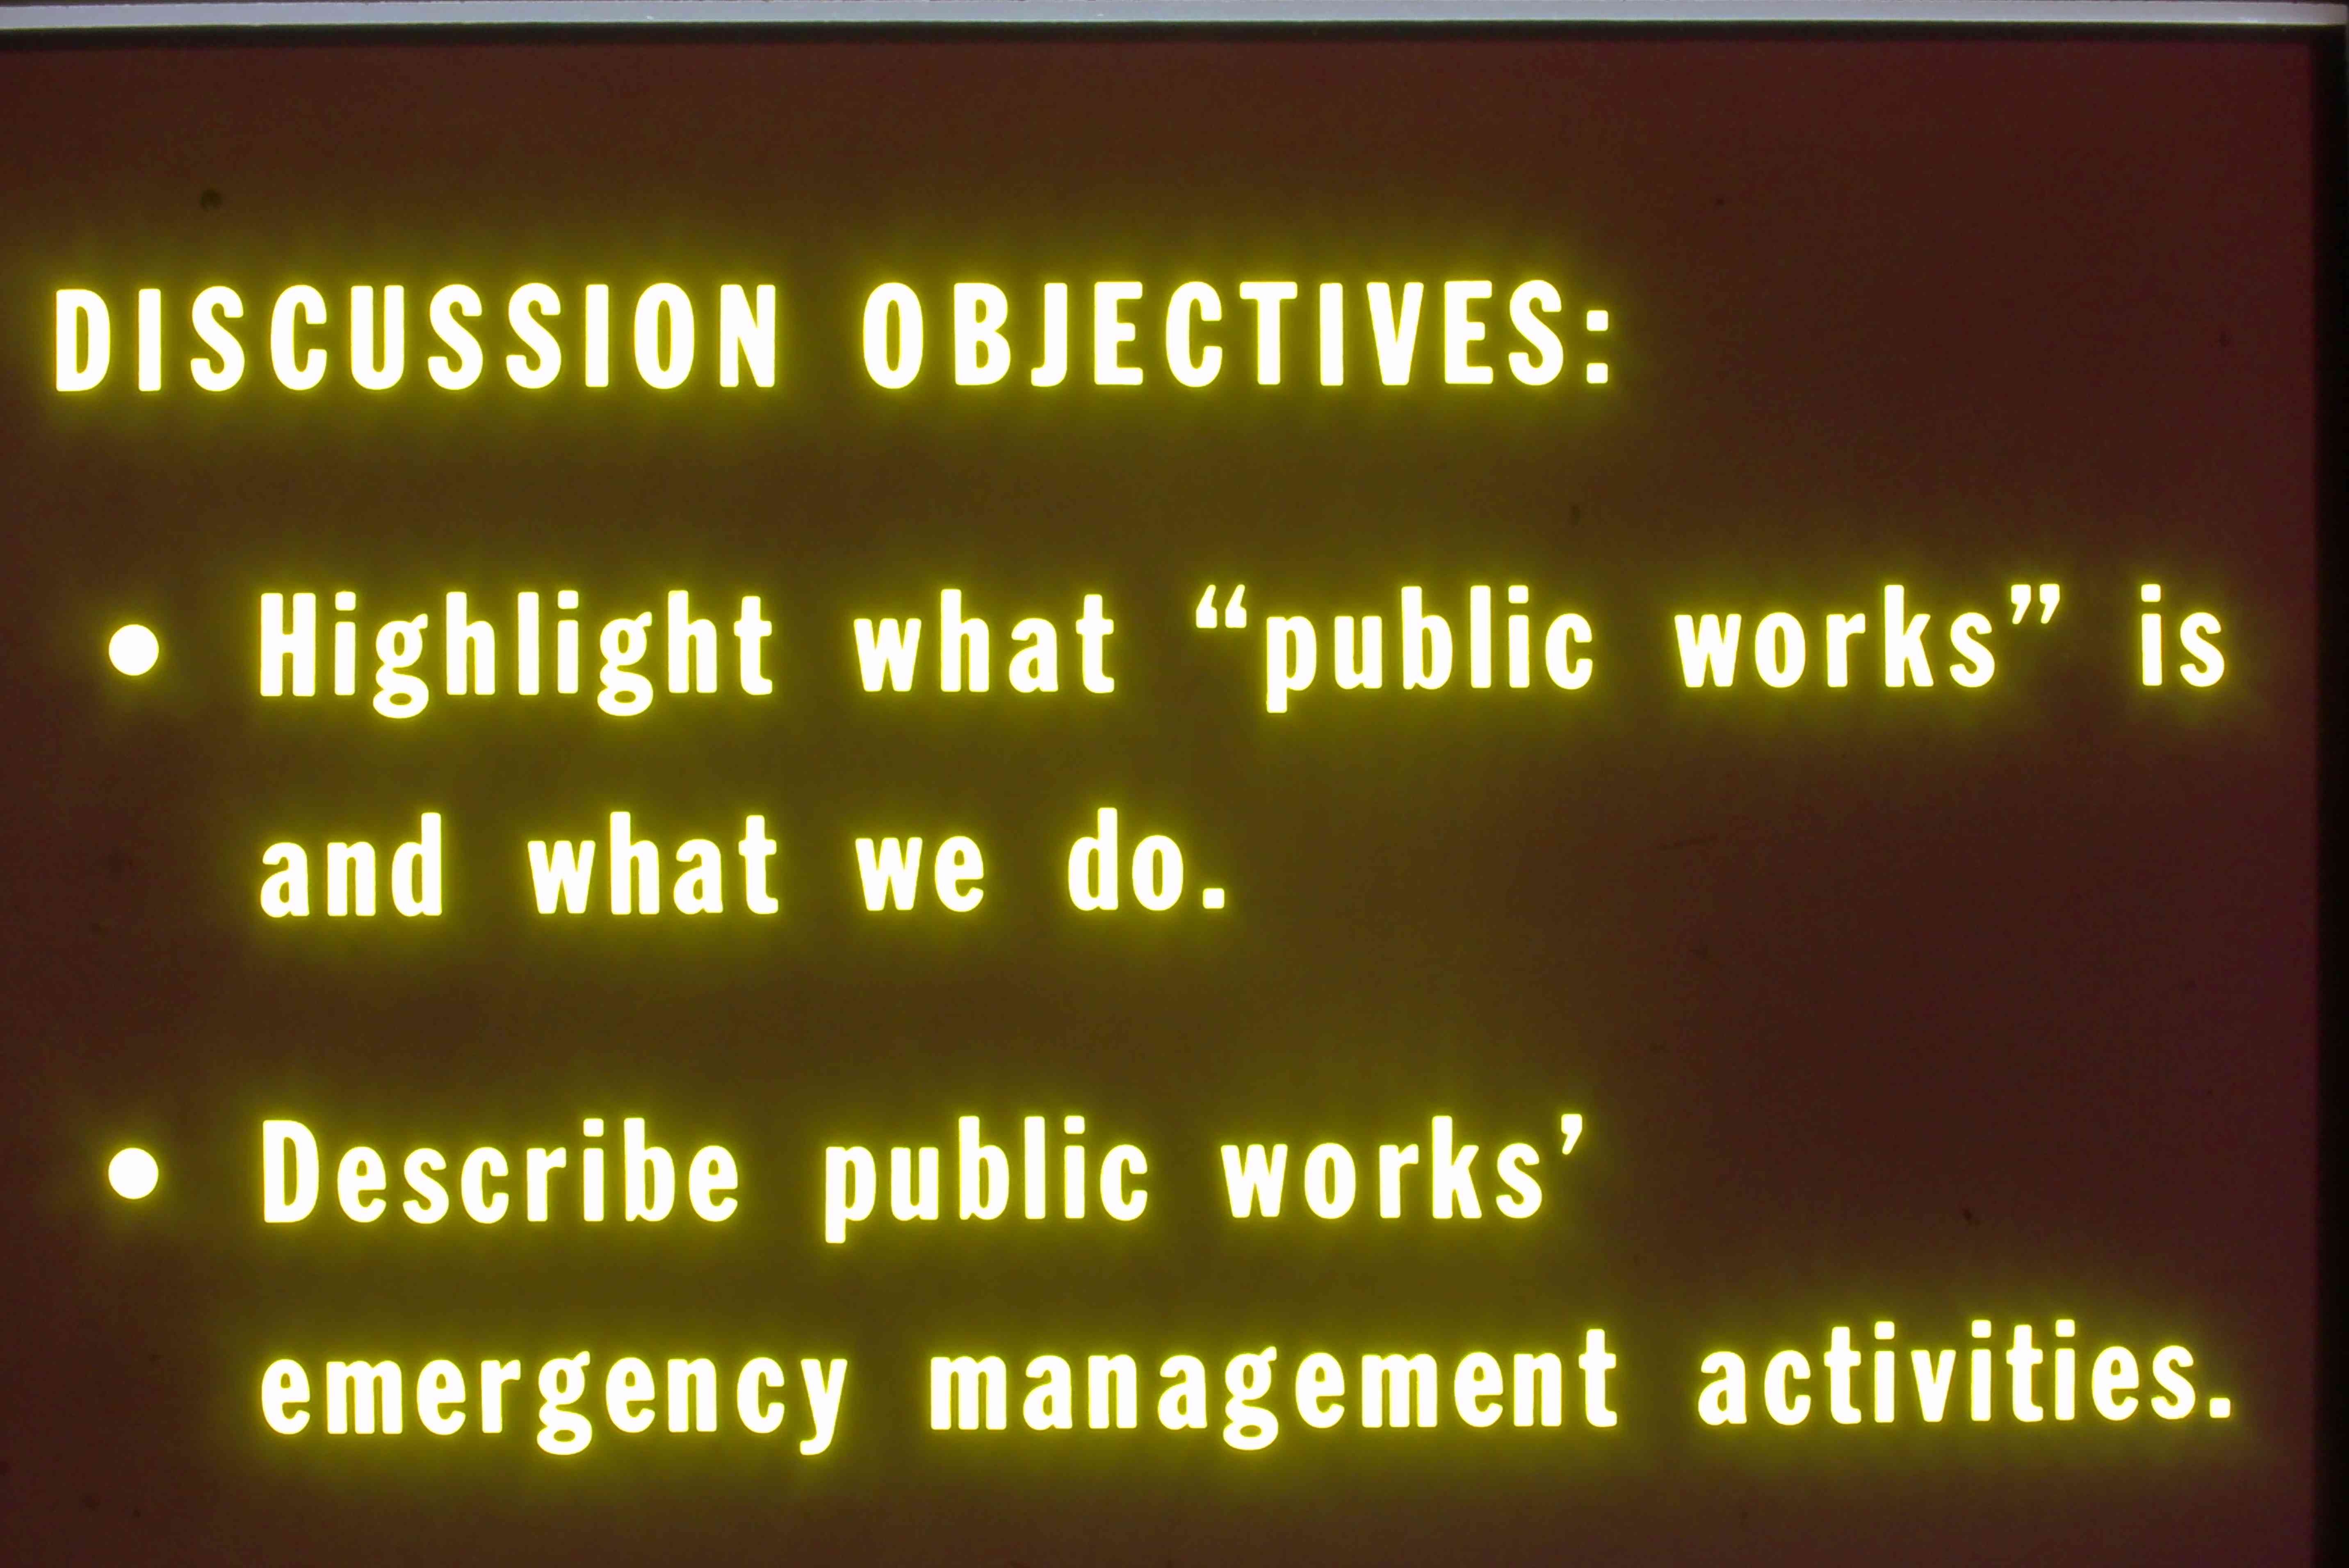 DISCUSSION OBJECTIVES:
• Highlight what “public works” is
and what we do.
• Describe public works’
emergency management activities.